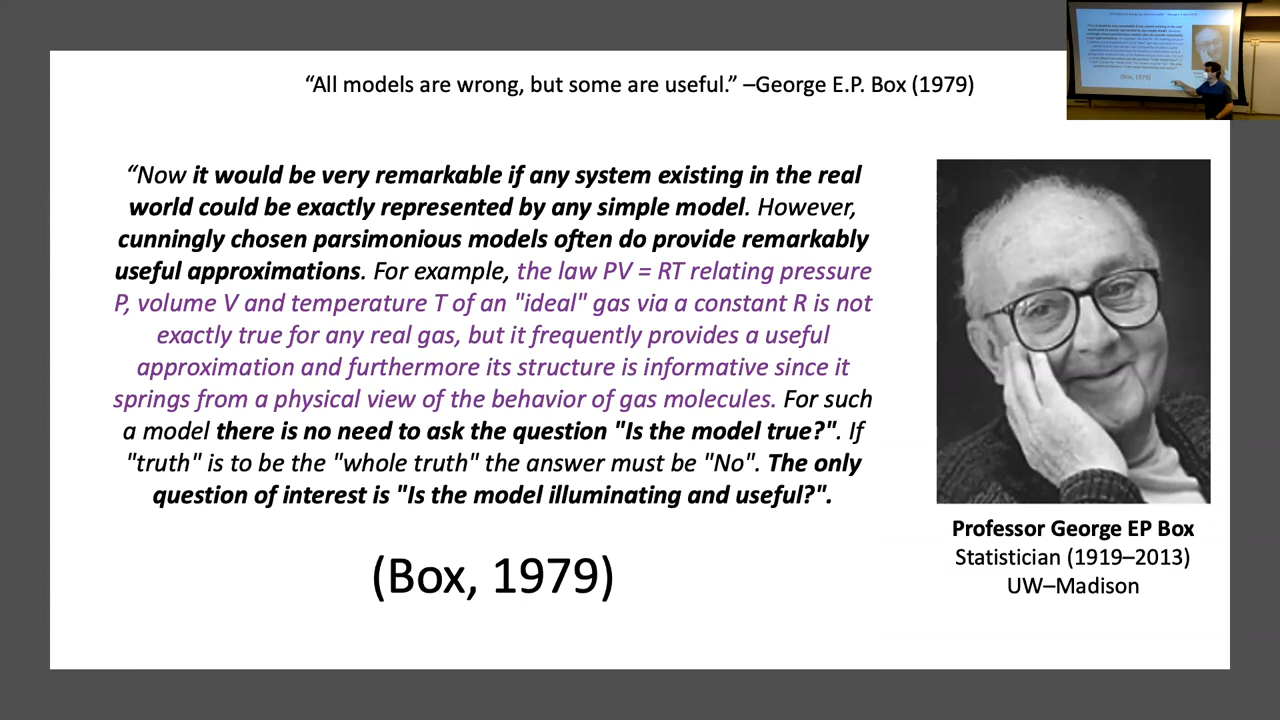 “All models are wrong, but some are useful.” –George E.P. Box (1979)
“Now it would be very remarkable if any system existing in the real
world could be exactly represented by any simple model. However,
cunningly chosen parsimonious models often do provide remarkably
useful approximations. For example, the law PV = RT relating pressure
P, volume V and temperature T of an "ideal" gas via a constant R is not
exactly true for any real gas, but it frequently provides a useful
approximation and furthermore its structure is informative since it
springs from a physical view of the behavior of gas molecules. For such
a model there is no need to ask the question "Is the model true?". If
"truth" is to be the "whole truth" the answer must be "No". The only
question of interest is "Is the model illuminating and useful?".
(Box, 1979)
Professor George EP Box
Statistician (1919–2013)
UW–Madison
(Box, 1979)